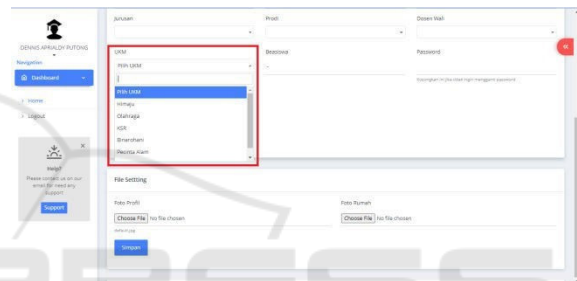 Jurusan
Prodi
Dosen Wali
DENNIS APRIALDY PUTONG
UKM
Beasiswa
Password
Navigation
Pilih UKM
-
Dashboard
Pilih UKM
Home
Himaju
Logout
Olahraga
KSR
Binarohani
Pecinta Alam
Help?
Please contact us on our
email for need any
support
Support
File Setting
Foto Profil
Foto Rumah
Choose File No file chosen
Choose File No file chosen
default.jpg
Simpan